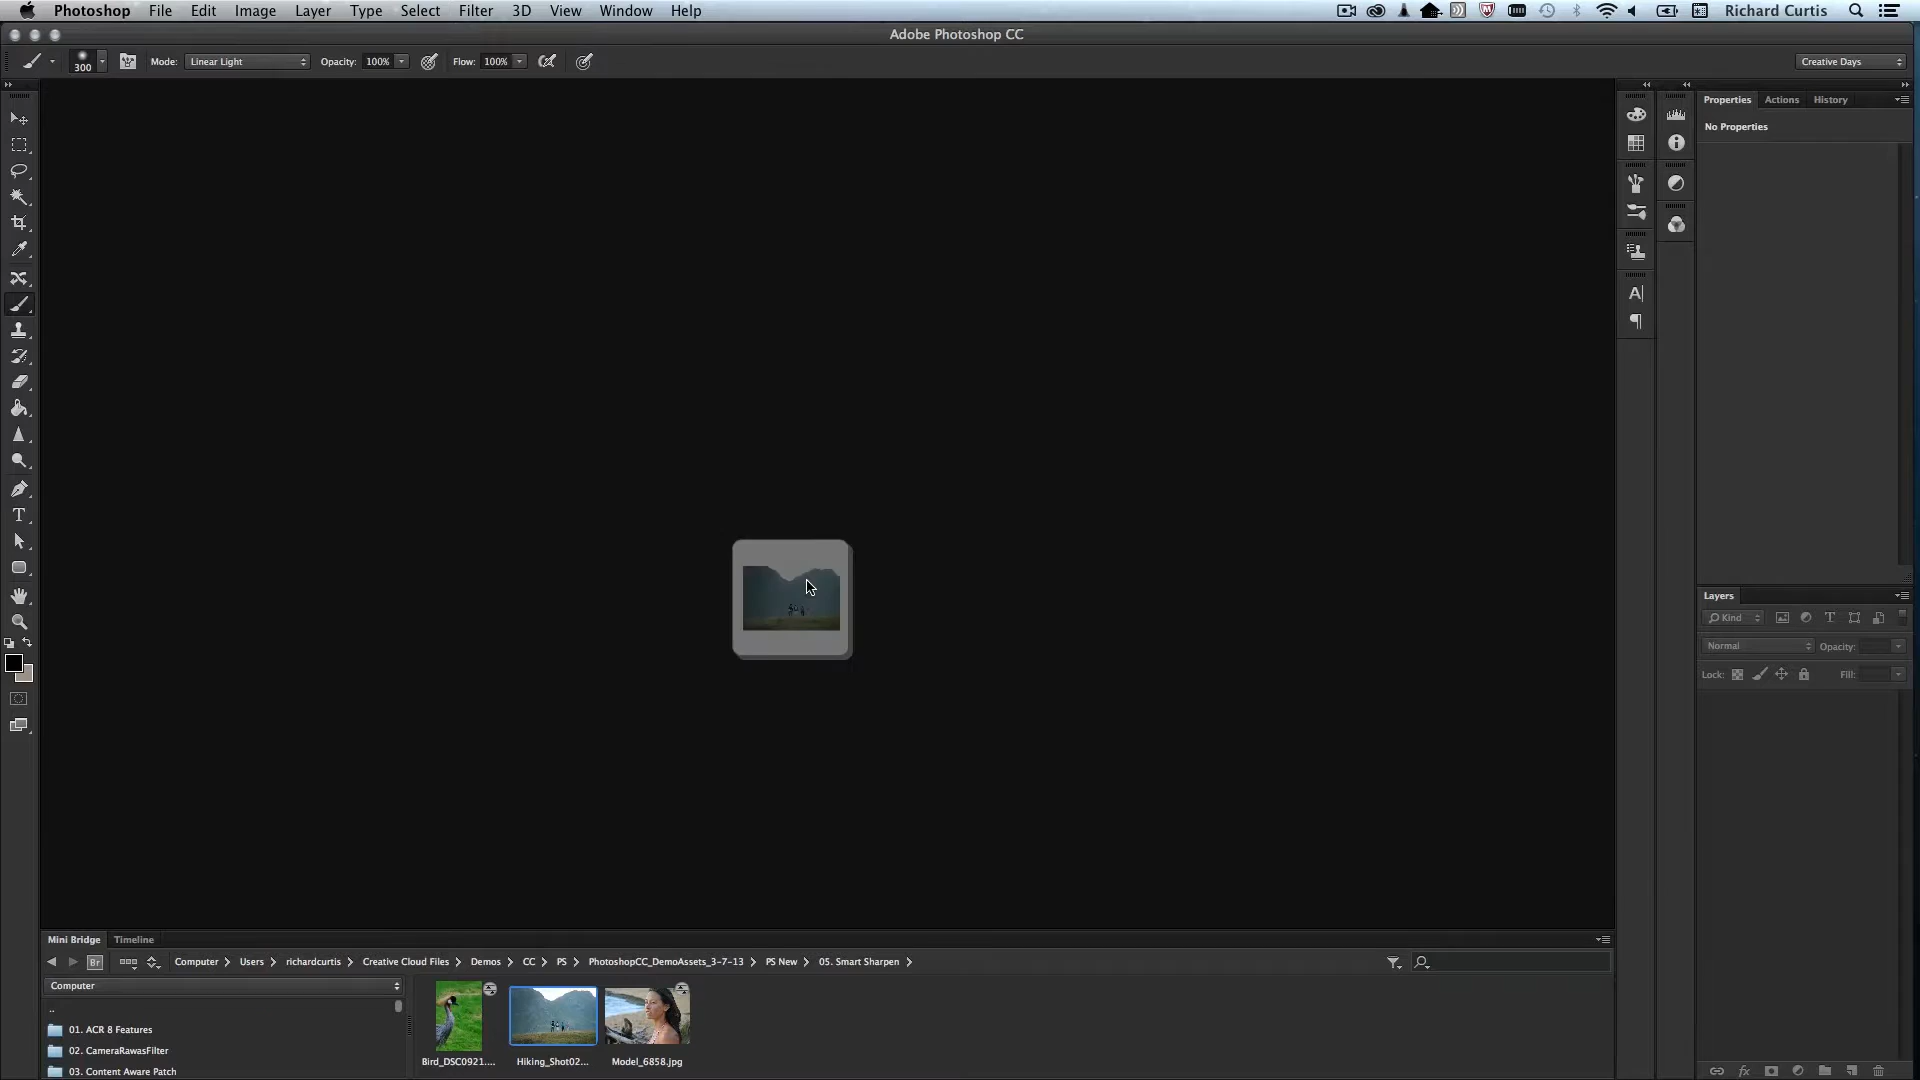 Photoshop File Edit Image Layer Type Select Filter 3D View Window Help Richard Curtis
Adobe Photoshop CC
300 Mode: Linear Light Opacity: 100% Flow: 100% Creative Days
Properties Actions History
No Properties
Layers
Kind
Normal Opacity:
Lock: Fill:
Mini Bridge Timeline
Br Computer Users richardcurtis Creative Cloud Files Demos CC PS PhotoshopCC_DemoAssets_3-7-13 PS New 05. Smart Sharpen
Computer
..
01. ACR 8 Features
02. CameraRawasFilter
03. Content Aware Patch
Bird_DSC0921.... Hiking_Shot02... Model_6858.jpg